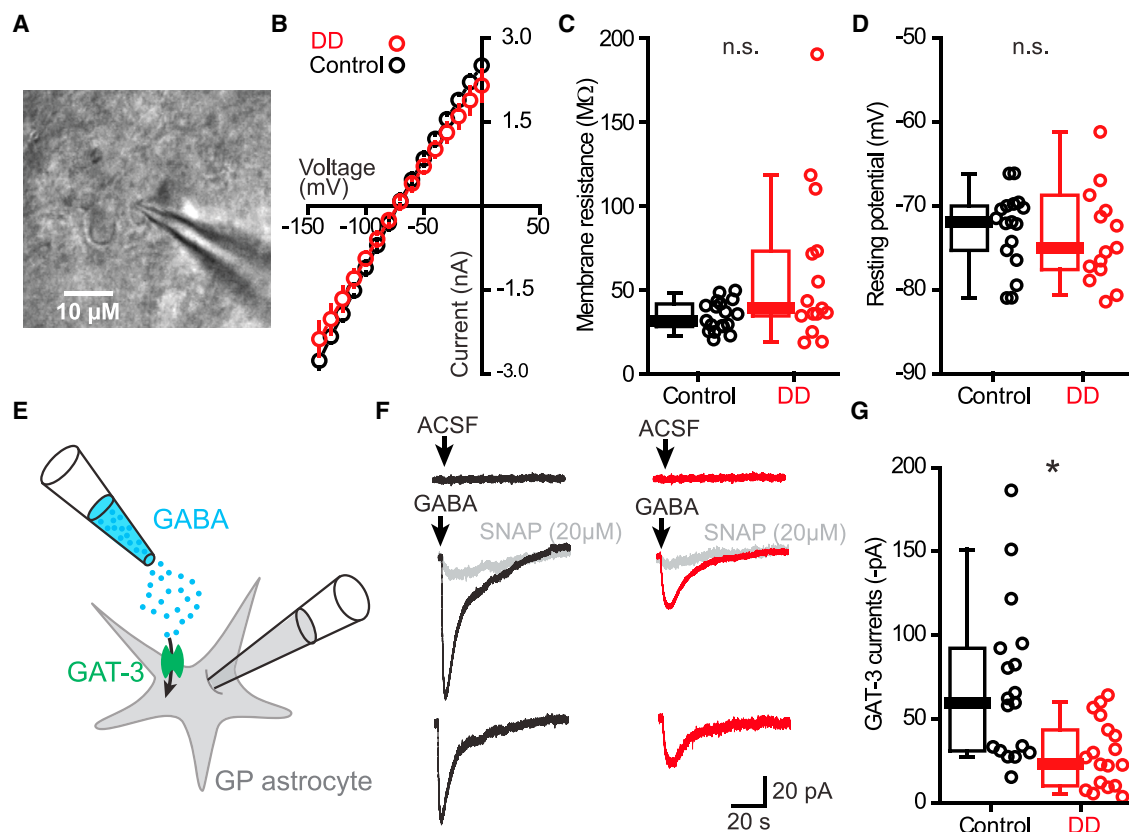 A
10 µM
B
DD
Control
3.0
1.5
Voltage
(mV)
-150
-100
-50
50
-1.5
-3.0
Current (nA)
C
n.s.
Membrane resistance (MΩ)
200
150
100
50
0
Control
DD
D
n.s.
Resting potential (mV)
-50
-60
-70
-80
-90
Control
DD
E
GABA
GAT-3
GP astrocyte
F
ACSF
GABA
SNAP (20µM)
ACSF
GABA
SNAP (20µM)
20 pA
20 s
G
*
GAT-3 currents (-pA)
200
150
100
50
0
Control
DD